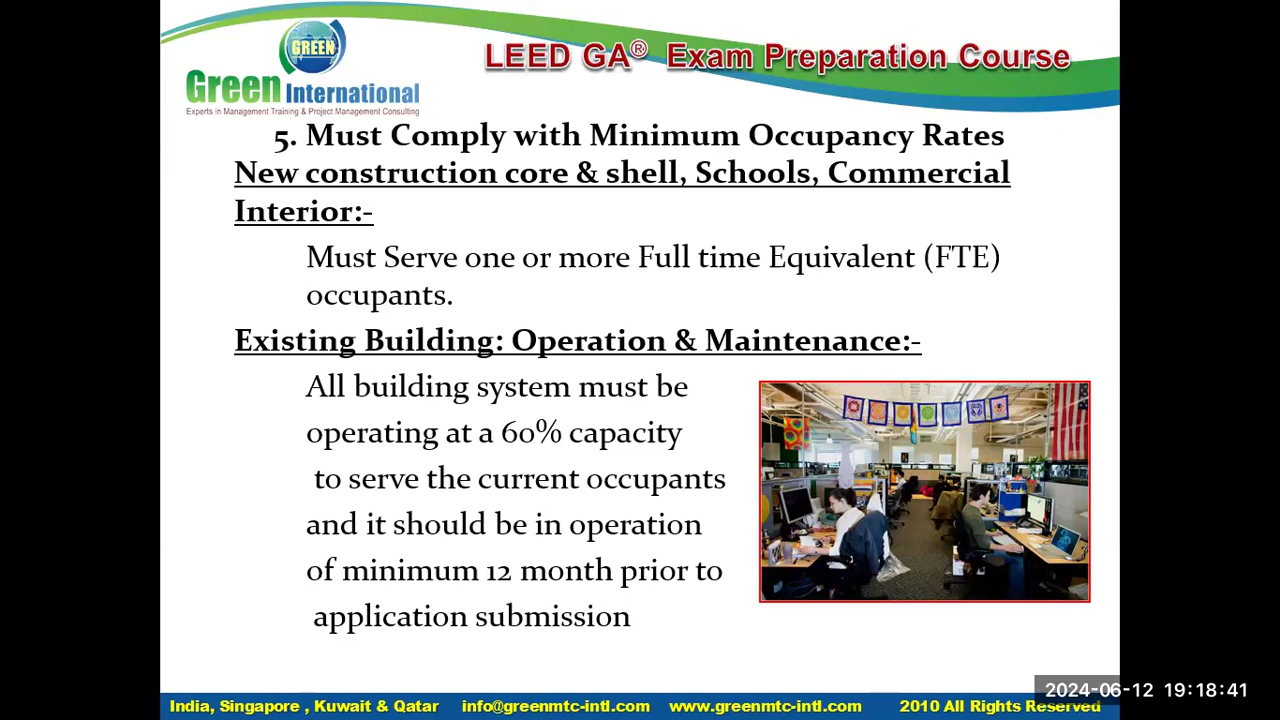 GREEN
Green International
Experts in Management Training & Project Management Consulting
LEED GA® Exam Preparation Course
5. Must Comply with Minimum Occupancy Rates
New construction core & shell, Schools, Commercial
Interior:-
Must Serve one or more Full time Equivalent (FTE)
occupants.
Existing Building: Operation & Maintenance:-
All building system must be
operating at a 60% capacity
to serve the current occupants
and it should be in operation
of minimum 12 month prior to
application submission
2024-06-12 19:18:41
India, Singapore , Kuwait & Qatar info@greenmtc-intl.com www.greenmtc-intl.com 2010 All Rights Reserved